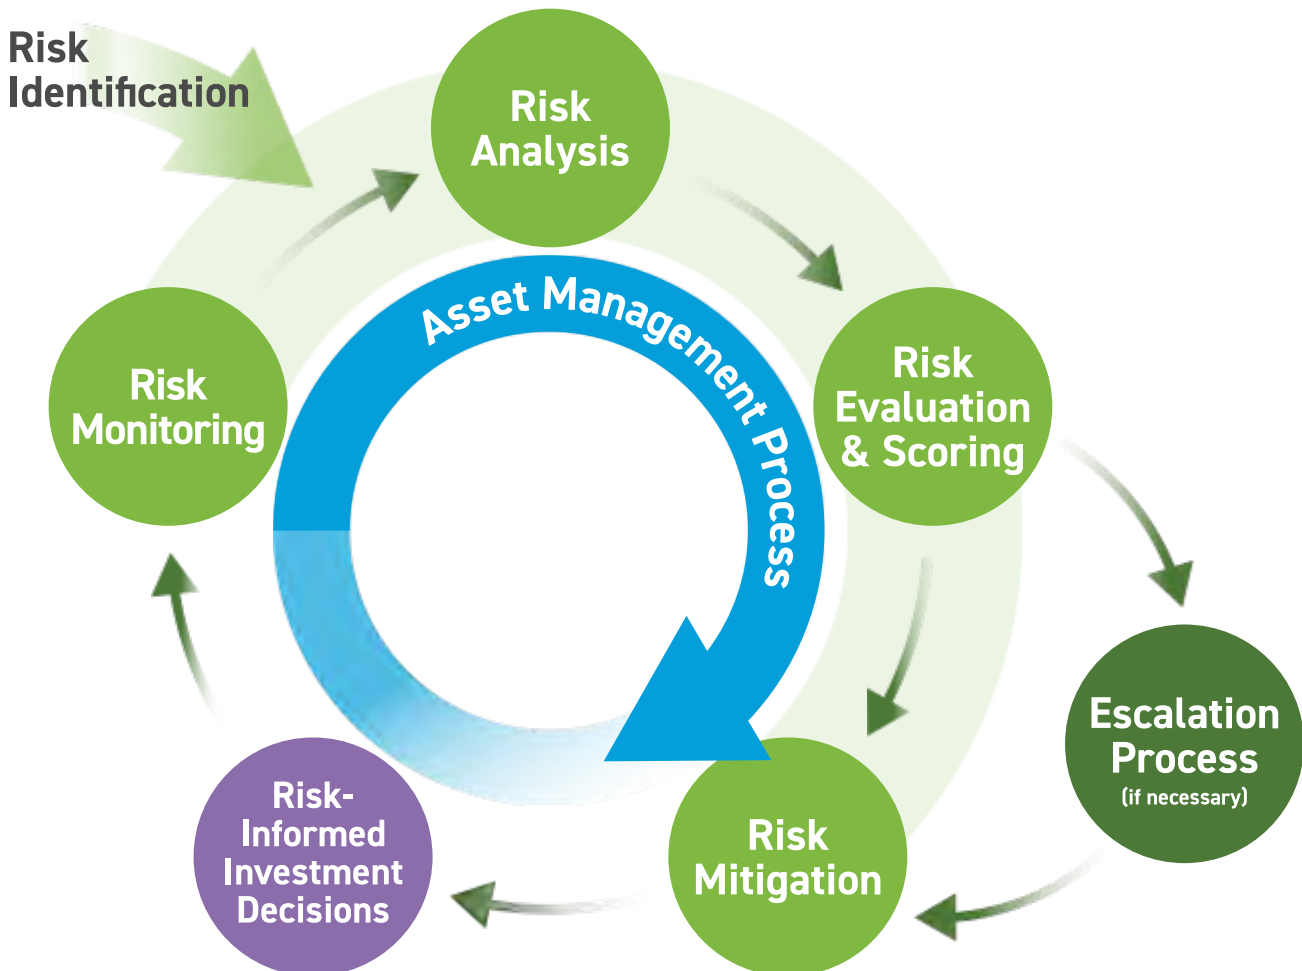 Risk
Identification
Risk
Analysis
Asset Management Process
Risk
Evaluation
& Scoring
Risk
Monitoring
Escalation
Process
(if necessary)
Risk
Mitigation
Risk-
Informed
Investment
Decisions